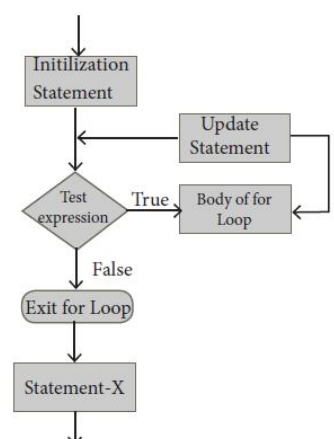 Initilization
Statement
Update
Statement
Test
expression
True
Body of for
Loop
False
Exit for Loop
Statement-X